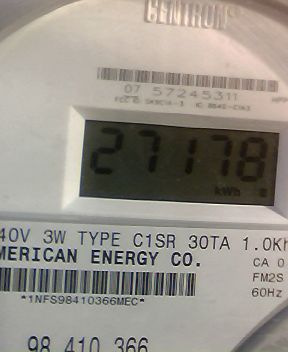 CENTRON
07 57245311
27178
kWh
40V 3W TYPE C1SR 30TA 1.0Kh
MERICAN ENERGY CO.
CA 0
FM2S
*1NFS98410366MEC*
60Hz
98 410 366